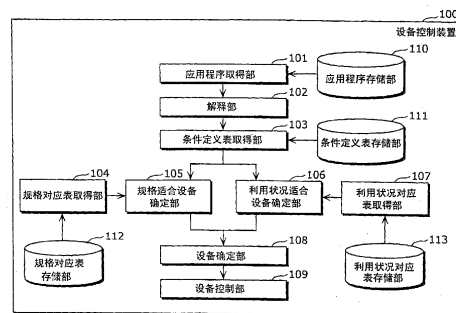 100
设备控制装置
101
110
应用程序取得部
应用程序存储部
102
解释部
103
111
条件定义表取得部
条件定义表存储部
104
105
106
107
规格对应表取得部
规格适合设备
确定部
利用状况适合
设备确定部
利用状况对应
表取得部
112
108
113
规格对应表
存储部
设备确定部
利用状况对应
表存储部
109
设备控制部